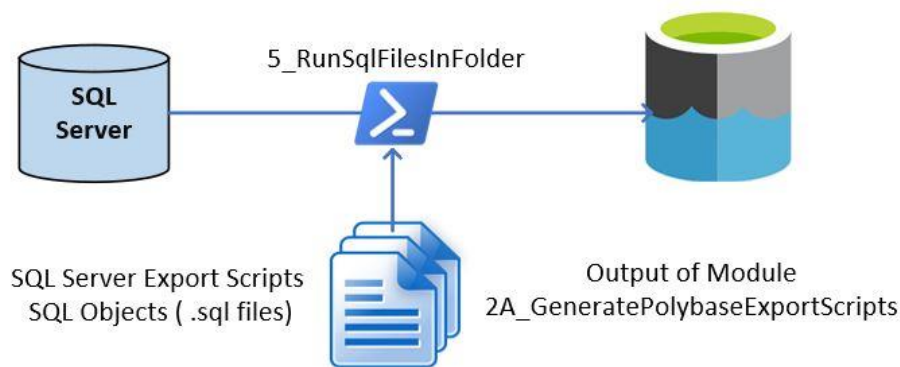 5_RunSqlFilesInFolder
SQL
Server
SQL Server Export Scripts
SQL Objects ( .sql files)
Output of Module
2A_GeneratePolybaseExportScripts